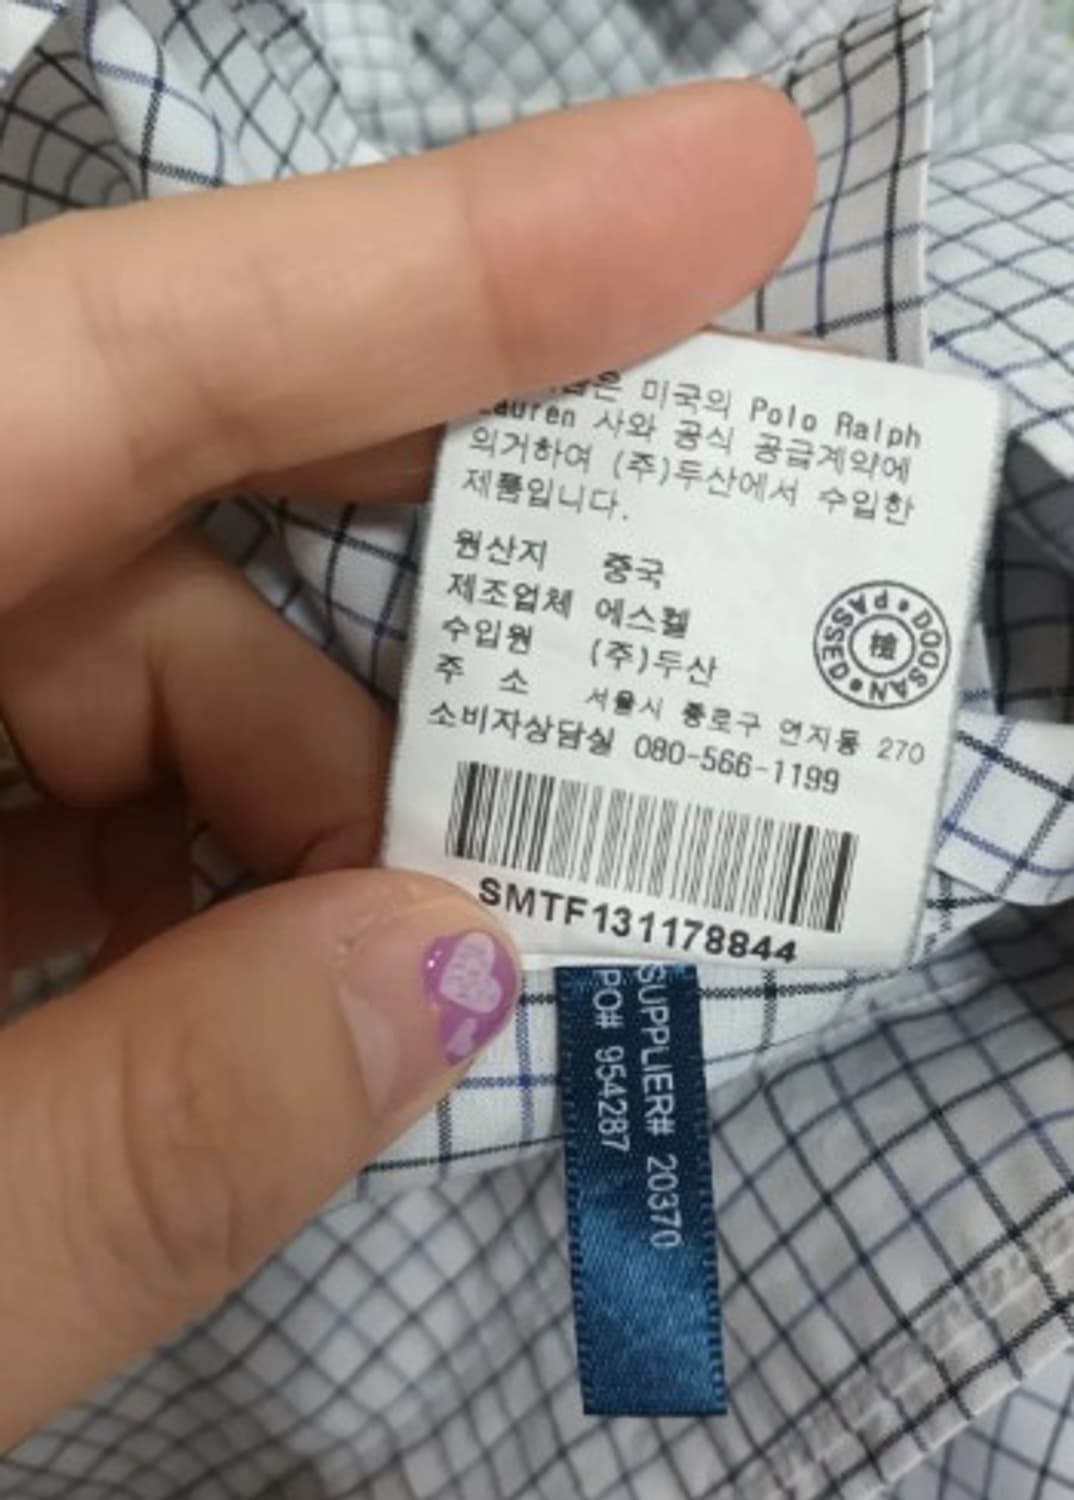 미국의 Polo Ralph
Lauren 사와 공식 공급계약에
의거하여 (주)두산에서 수입한
제품입니다.
원산지 중국
제조업체 에스켈
수입원 (주)두산
주 소 서울시 종로구 연지동 270
소비자상담실 080-566-1199
DOOSAN • PASSED •
檢
SMTF131178844
SUPPLIER# 20370
PO# 954287